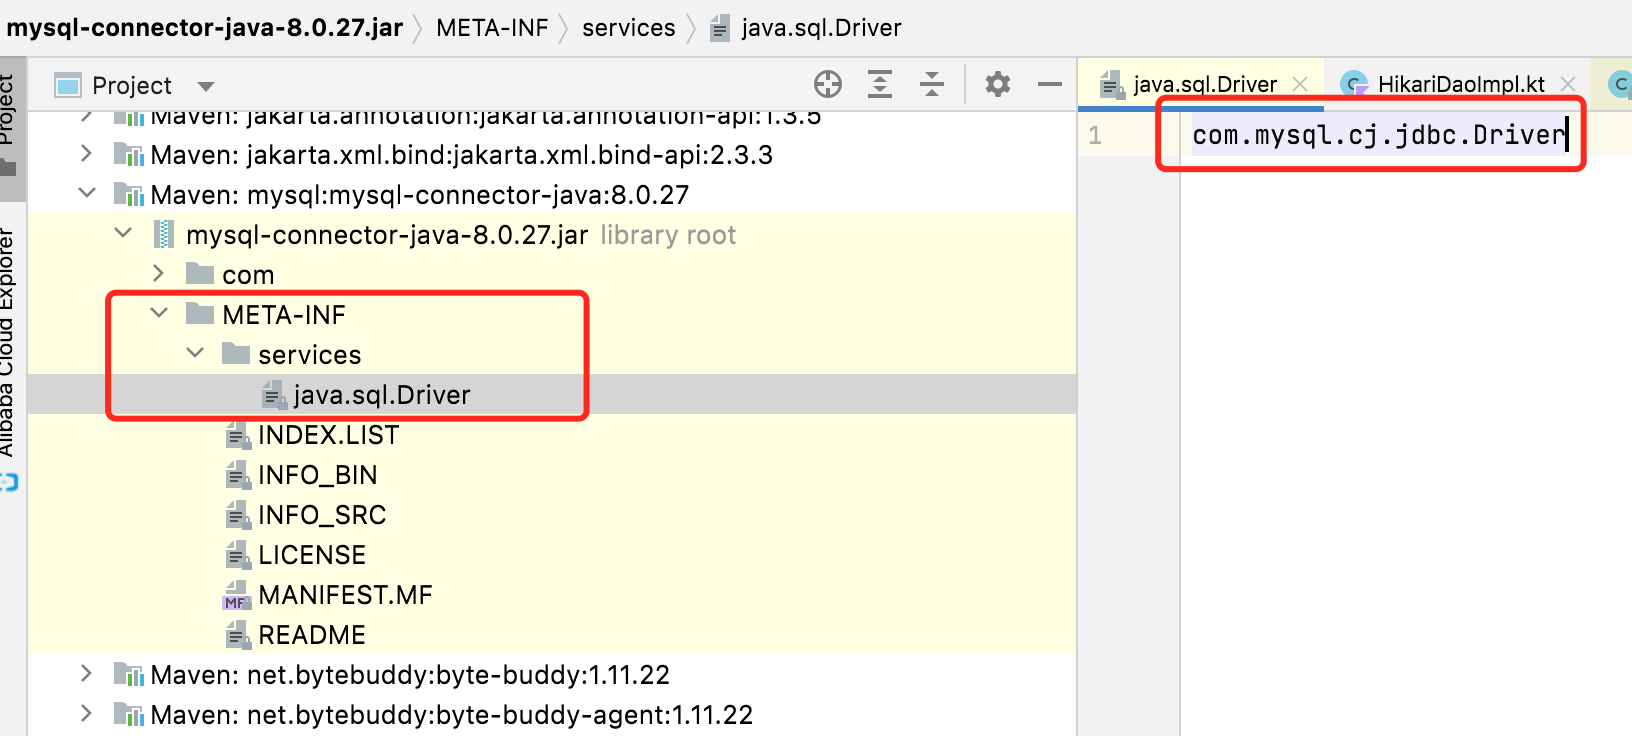 mysql-connector-java-8.0.27.jar META-INF services java.sql.Driver
Project
Alibaba Cloud Explorer
Project
Maven: jakarta.annotation:jakarta.annotation-api:1.3.5
Maven: jakarta.xml.bind:jakarta.xml.bind-api:2.3.3
Maven: mysql:mysql-connector-java:8.0.27
mysql-connector-java-8.0.27.jar library root
com
META-INF
services
java.sql.Driver
INDEX.LIST
INFO_BIN
INFO_SRC
LICENSE
MF MANIFEST.MF
README
Maven: net.bytebuddy:byte-buddy:1.11.22
Maven: net.bytebuddy:byte-buddy-agent:1.11.22
java.sql.Driver C HikariDaoImpl.kt C
1 com.mysql.cj.jdbc.Driver